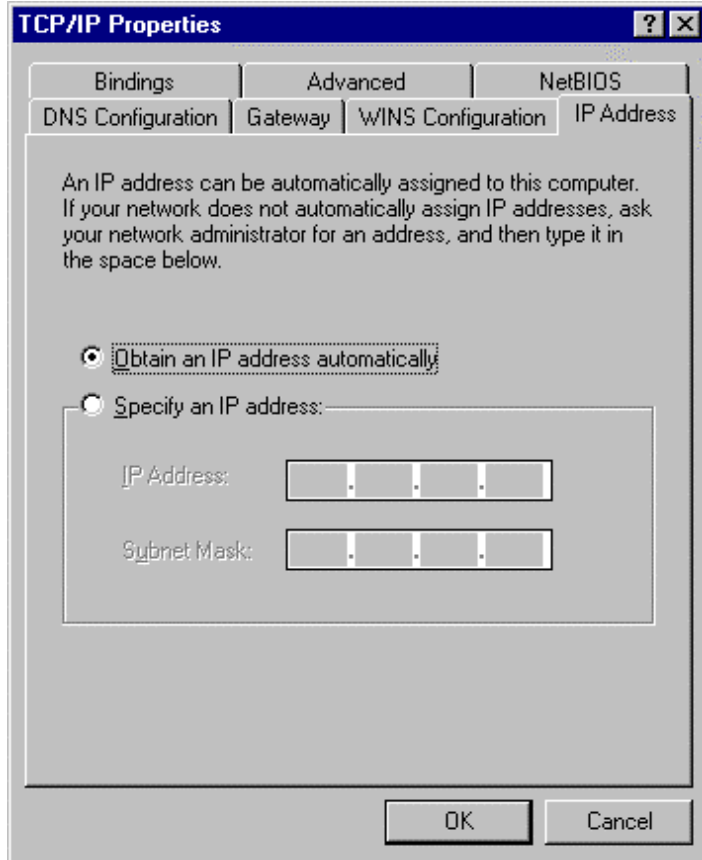 TCP/IP Properties
Bindings Advanced NetBIOS
DNS Configuration Gateway WINS Configuration IP Address
An IP address can be automatically assigned to this computer.
If your network does not automatically assign IP addresses, ask
your network administrator for an address, and then type it in
the space below.
Obtain an IP address automatically
Specify an IP address:
IP Address:
. . .
Subnet Mask:
. . .
OK Cancel